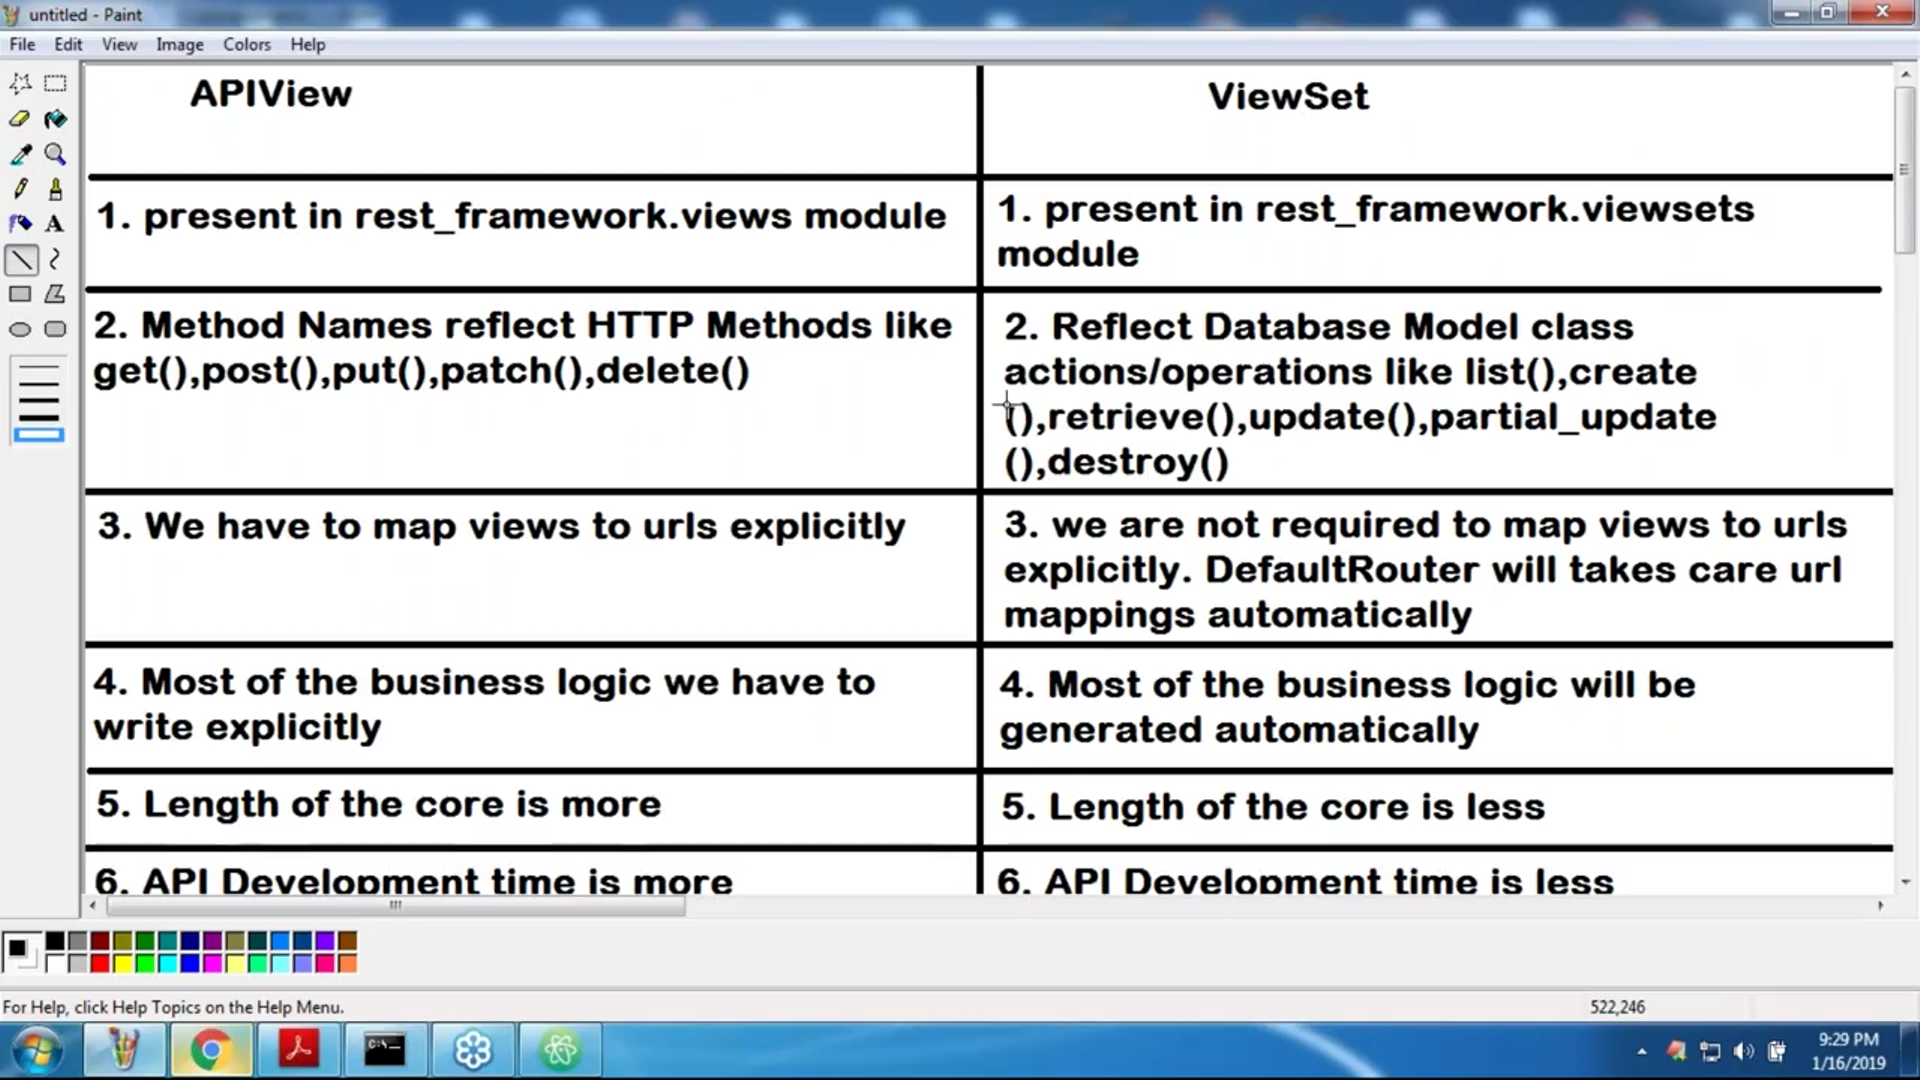 untitled - Paint
File Edit View Image Colors Help
APIView
ViewSet
1. present in rest_framework.views module
1. present in rest_framework.viewsets
module
2. Method Names reflect HTTP Methods like
get(),post(),put(),patch(),delete()
2. Reflect Database Model class
actions/operations like list(),create
(),retrieve(),update(),partial_update
(),destroy()
3. We have to map views to urls explicitly
3. we are not required to map views to urls
explicitly. DefaultRouter will takes care url
mappings automatically
4. Most of the business logic we have to
write explicitly
4. Most of the business logic will be
generated automatically
5. Length of the core is more
5. Length of the core is less
6. API Development time is more
6. API Development time is less
For Help, click Help Topics on the Help Menu.
522,246
9:29 PM
1/16/2019